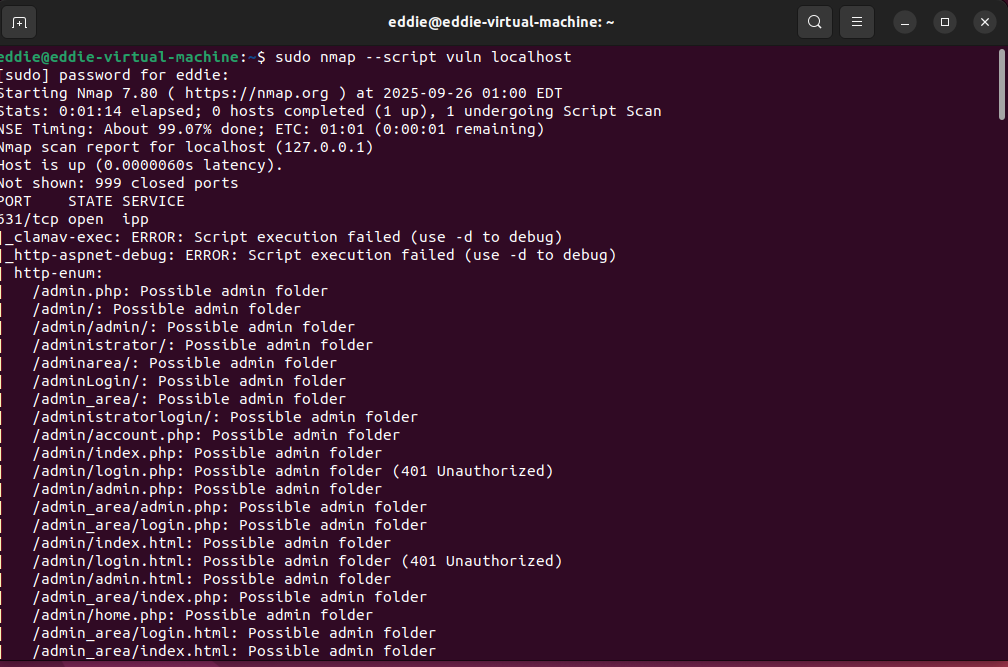 eddie@eddie-virtual-machine: ~
eddie@eddie-virtual-machine:~$ sudo nmap --script vuln localhost
[sudo] password for eddie:
Starting Nmap 7.80 ( https://nmap.org ) at 2025-09-26 01:00 EDT
Stats: 0:01:14 elapsed; 0 hosts completed (1 up), 1 undergoing Script Scan
NSE Timing: About 99.07% done; ETC: 01:01 (0:00:01 remaining)
Nmap scan report for localhost (127.0.0.1)
Host is up (0.0000060s latency).
Not shown: 999 closed ports
PORT    STATE SERVICE
631/tcp open  ipp
|_clamav-exec: ERROR: Script execution failed (use -d to debug)
|_http-aspnet-debug: ERROR: Script execution failed (use -d to debug)
| http-enum:
|   /admin.php: Possible admin folder
|   /admin/: Possible admin folder
|   /admin/admin/: Possible admin folder
|   /administrator/: Possible admin folder
|   /adminarea/: Possible admin folder
|   /adminLogin/: Possible admin folder
|   /admin_area/: Possible admin folder
|   /administratorlogin/: Possible admin folder
|   /admin/account.php: Possible admin folder
|   /admin/index.php: Possible admin folder
|   /admin/login.php: Possible admin folder (401 Unauthorized)
|   /admin/admin.php: Possible admin folder
|   /admin_area/admin.php: Possible admin folder
|   /admin_area/login.php: Possible admin folder
|   /admin/index.html: Possible admin folder
|   /admin/login.html: Possible admin folder (401 Unauthorized)
|   /admin/admin.html: Possible admin folder
|   /admin_area/index.php: Possible admin folder
|   /admin/home.php: Possible admin folder
|   /admin_area/login.html: Possible admin folder
|   /admin_area/index.html: Possible admin folder